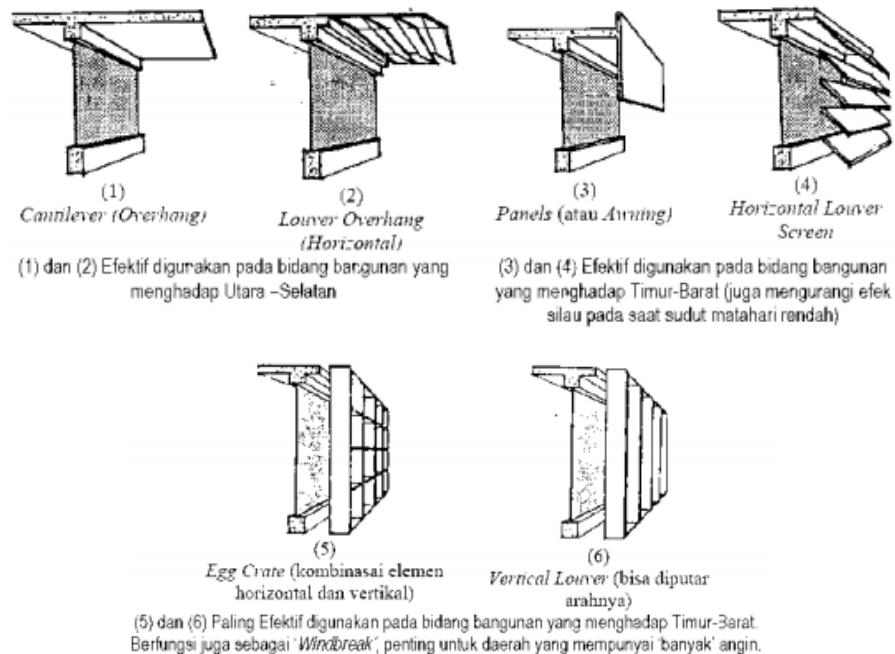 (1)
Cantilever (Overhang)
(2)
Louver Overhang
(Horizontal)
(1) dan (2) Efektif digunakan pada bidang bangunan yang
menghadap Utara –Selatan
(3)
Panels (atau Awning)
(4)
Horizontal Louver
Screen
(3) dan (4) Efektif digunakan pada bidang bangunan
yang menghadap Timur-Barat (juga mengurangi efek
silau pada saat sudut matahari rendah)
(5)
Egg Crate (kombinasai elemen
horizontal dan vertikal)
(6)
Vertical Louver (bisa diputar
arahnya)
(5) dan (6) Paling Efektif digunakan pada bidang bangunan yang menghadap Timur-Barat.
Berfungsi juga sebagai 'Windbreak', penting untuk daerah yang mempunyai 'banyak' angin.